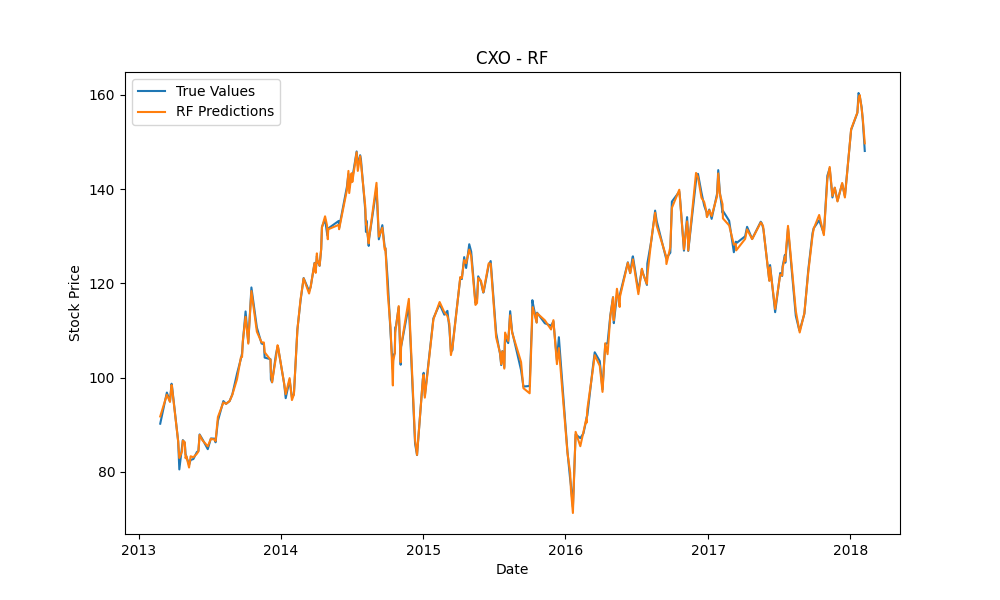 CXO - RF
True Values
RF Predictions
160
140
120
100
80
Stock Price
2013
2014
2015
2016
2017
2018
Date